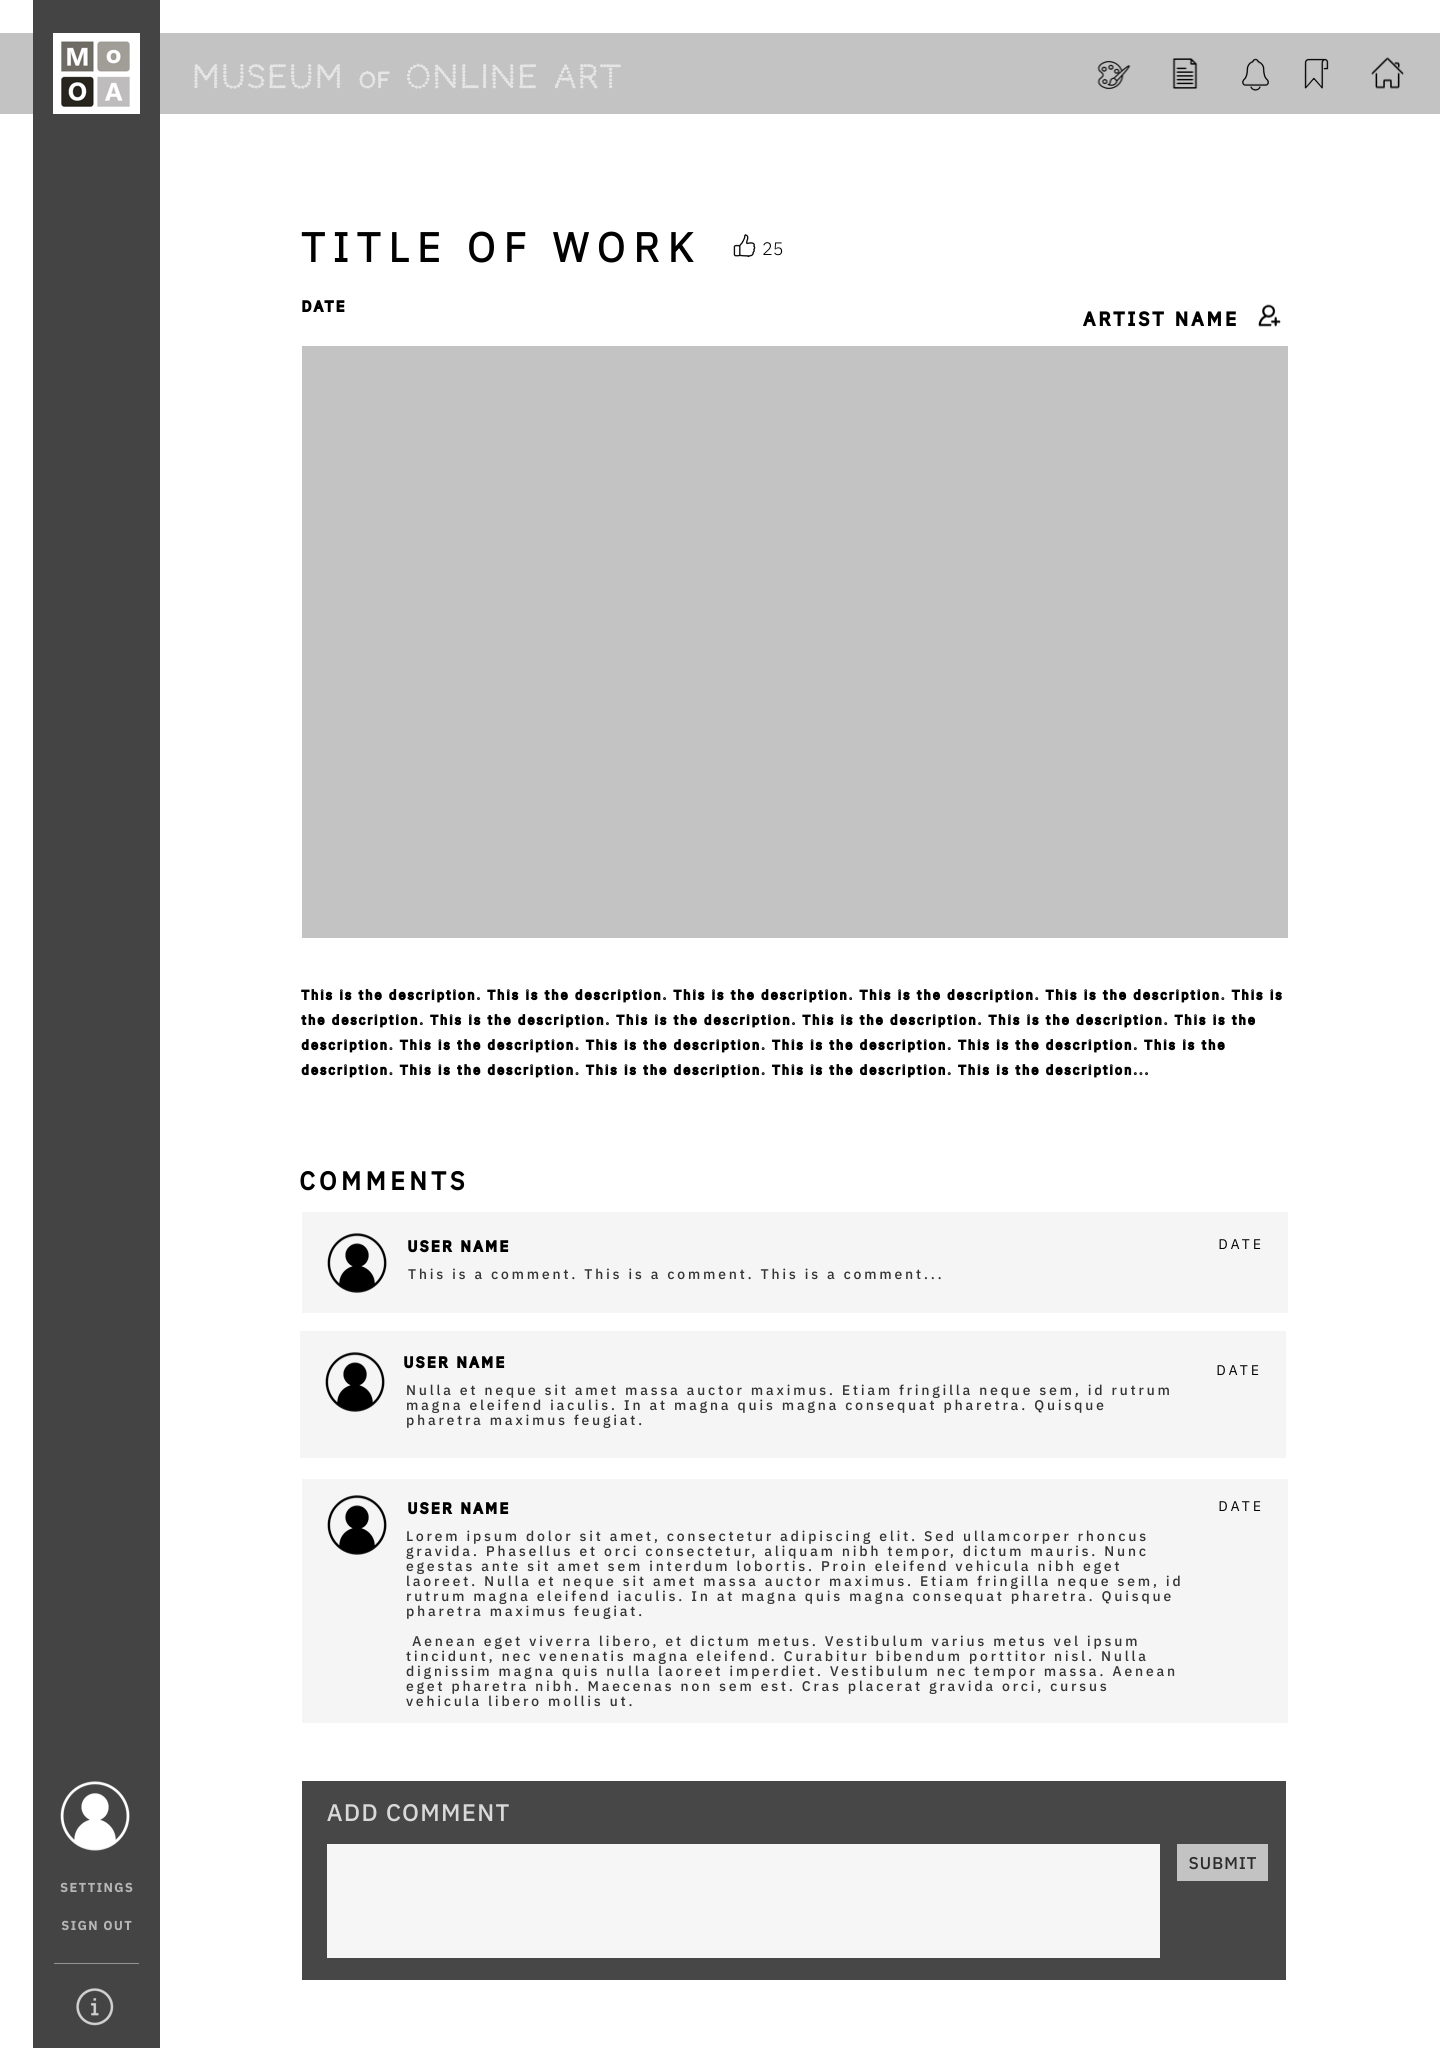 M o
O A
MUSEUM OF ONLINE ART
TITLE OF WORK
25
DATE
ARTIST NAME
This is the description. This is the description. This is the description. This is the description. This is the description. This is
the description. This is the description. This is the description. This is the description. This is the description. This is the
description. This is the description. This is the description. This is the description. This is the description. This is the
description. This is the description. This is the description. This is the description. This is the description...
COMMENTS
USER NAME
DATE
This is a comment. This is a comment. This is a comment...
USER NAME
DATE
Nulla et neque sit amet massa auctor maximus. Etiam fringilla neque sem, id rutrum
magna eleifend iaculis. In at magna quis magna consequat pharetra. Quisque
pharetra maximus feugiat.
USER NAME
DATE
Lorem ipsum dolor sit amet, consectetur adipiscing elit. Sed ullamcorper rhoncus
gravida. Phasellus et orci consectetur, aliquam nibh tempor, dictum mauris. Nunc
egestas ante sit amet sem interdum lobortis. Proin eleifend vehicula nibh eget
laoreet. Nulla et neque sit amet massa auctor maximus. Etiam fringilla neque sem, id
rutrum magna eleifend iaculis. In at magna quis magna consequat pharetra. Quisque
pharetra maximus feugiat.
Aenean eget viverra libero, et dictum metus. Vestibulum varius metus vel ipsum
tincidunt, nec venenatis magna eleifend. Curabitur bibendum porttitor nisl. Nulla
dignissim magna quis nulla laoreet imperdiet. Vestibulum nec tempor massa. Aenean
eget pharetra nibh. Maecenas non sem est. Cras placerat gravida orci, cursus
vehicula libero mollis ut.
ADD COMMENT
SUBMIT
SETTINGS
SIGN OUT
i